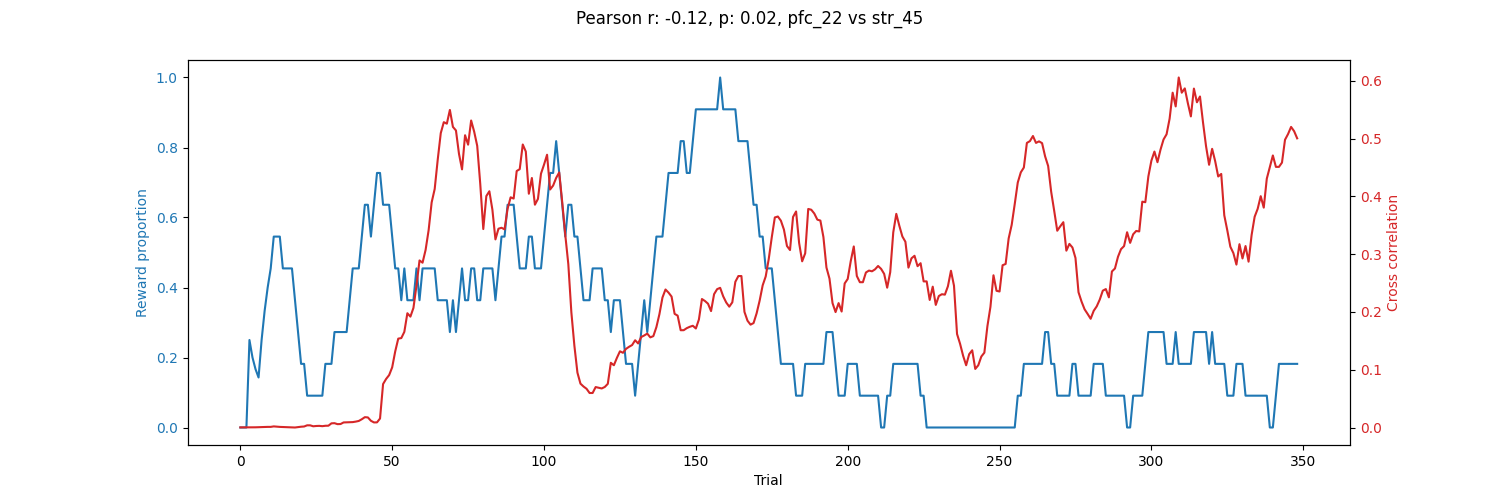 Pearson r: -0.12, p: 0.02, pfc_22 vs str_45
1.0
0.8
0.6
0.4
0.2
0.0
Reward proportion
0.6
0.5
0.4
0.3
0.2
0.1
0.0
Cross correlation
0 50 100 150 200 250 300 350
Trial